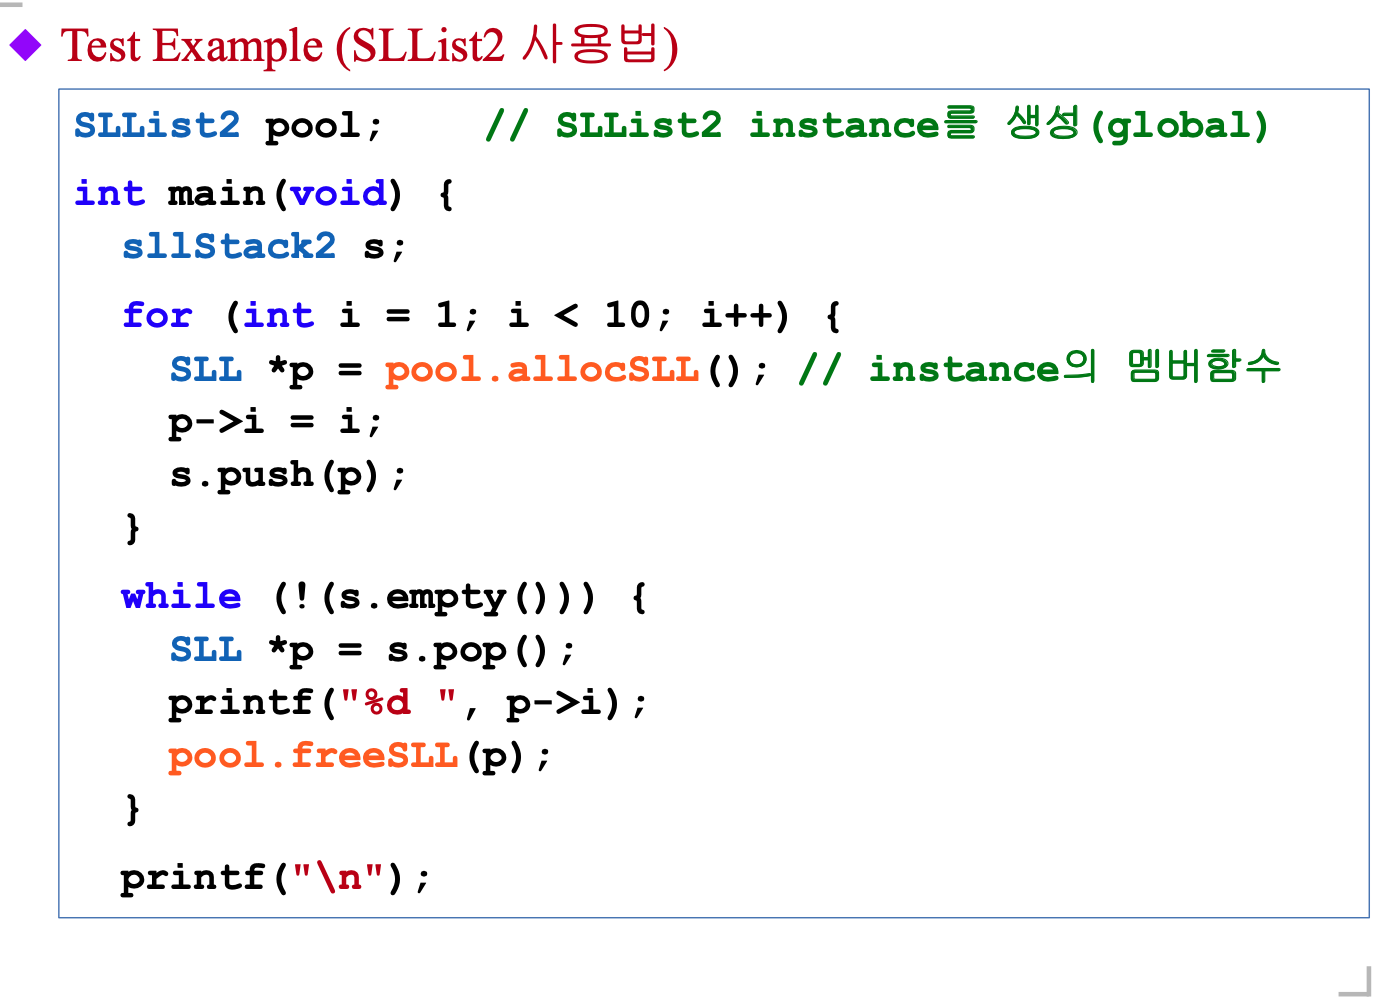 ◆ Test Example (SLList2 사용법)
SLList2 pool;    // SLList2 instance를 생성(global)
int main(void) {
  sllStack2 s;
  for (int i = 1; i < 10; i++) {
    SLL *p = pool.allocSLL(); // instance의 멤버함수
    p->i = i;
    s.push(p);
  }
  while (!(s.empty())) {
    SLL *p = s.pop();
    printf("%d ", p->i);
    pool.freeSLL(p);
  }
  printf("\n");